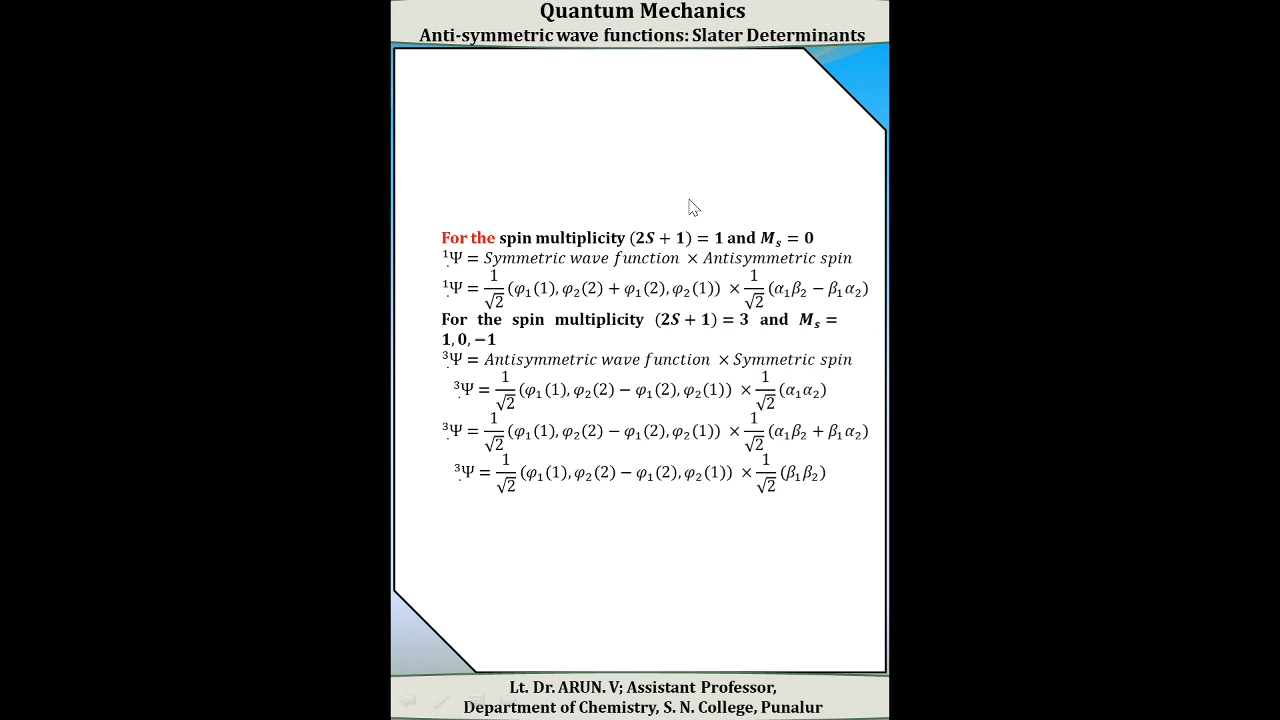 Quantum Mechanics
Anti-symmetric wave functions: Slater Determinants
For the spin multiplicity (2S + 1) = 1 and Mₛ = 0
¹Ψ = Symmetric wave function × Antisymmetric spin
¹Ψ = 1/√2 (φ₁(1), φ₂(2) + φ₁(2), φ₂(1)) × 1/√2 (α₁β₂ − β₁α₂)
For the spin multiplicity (2S + 1) = 3 and Mₛ =
1, 0, −1
³Ψ = Antisymmetric wave function × Symmetric spin
³Ψ = 1/√2 (φ₁(1), φ₂(2) − φ₁(2), φ₂(1)) × 1/√2 (α₁α₂)
³Ψ = 1/√2 (φ₁(1), φ₂(2) − φ₁(2), φ₂(1)) × 1/√2 (α₁β₂ + β₁α₂)
³Ψ = 1/√2 (φ₁(1), φ₂(2) − φ₁(2), φ₂(1)) × 1/√2 (β₁β₂)
Lt. Dr. ARUN. V; Assistant Professor,
Department of Chemistry, S. N. College, Punalur